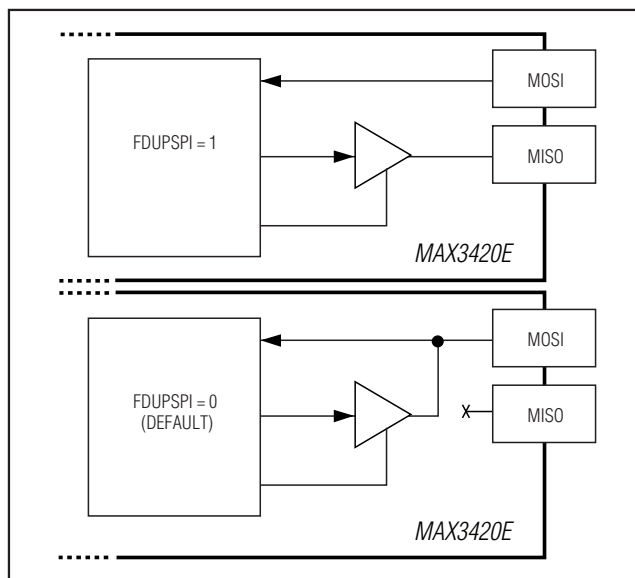 FDUPSPI = 1
MOSI
MISO
MAX3420E
FDUPSPI = 0
(DEFAULT)
MOSI
X
MISO
MAX3420E